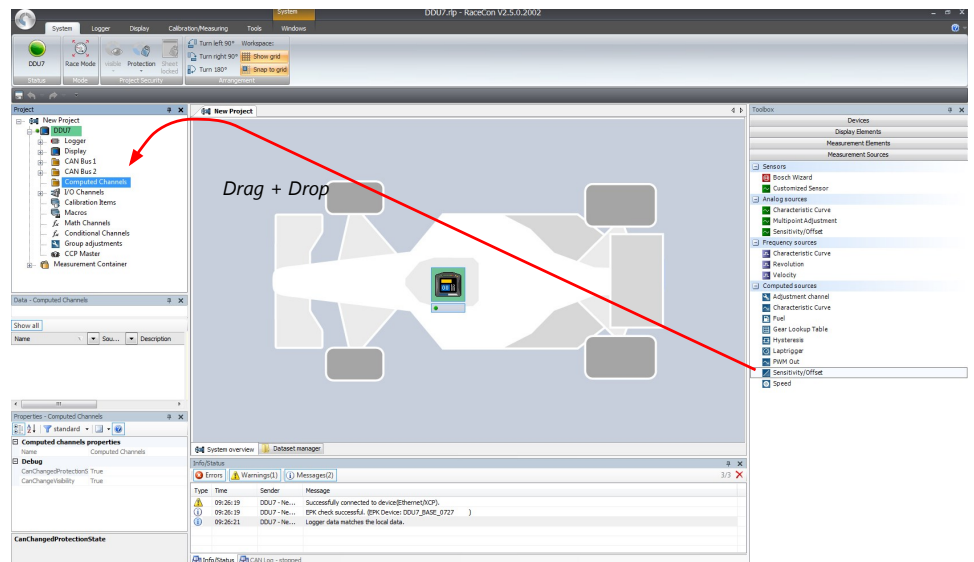 System
DDU7.rlp - RaceCon V2.5.0.2002
System Logger Display Calibration/Measuring Tools Windows
DDU7 Race Mode visible Protection Sheet locked
Turn left 90° Workspace:
Turn right 90° Show grid
Turn 180° Snap to grid
Status Mode Project Security Arrangement
Project
New Project
DDU7
Logger
Display
CAN Bus 1
CAN Bus 2
Computed Channels
I/O Channels
Calibration Items
Macros
Math Channels
Conditional Channels
Group adjustments
CCP Master
Measurement Container
Data - Computed Channels
Show all
Name Sou... Description
Properties - Computed Channels
standard
Computed channels properties
Name Computed Channels
Debug
CanChangedProtectionS True
CanChangeVisibility True
CanChangedProtectionState
New Project
Drag + Drop
System overview Dataset manager
Info/Status
Errors Warnings(1) Messages(2) 3/3
Type Time Sender Message
09:26:19 DDU7 - Ne... Successfully connected to device(Ethernet/XCP).
09:26:19 DDU7 - Ne... EPK check successful. (EPK Device: DDU7_BASE_0727 )
09:26:21 DDU7 - Ne... Logger data matches the local data.
Info/Status CAN Log - stopped
Toolbox
Devices
Display Elements
Measurement Elements
Measurement Sources
Sensors
Bosch Wizard
Customized Sensor
Analog sources
Characteristic Curve
Multipoint Adjustment
Sensitivity/Offset
Frequency sources
Characteristic Curve
Revolution
Velocity
Computed sources
Adjustment channel
Characteristic Curve
Fuel
Gear Lookup Table
Hysteresis
Laptrigger
PWM Out
Sensitivity/Offset
Speed